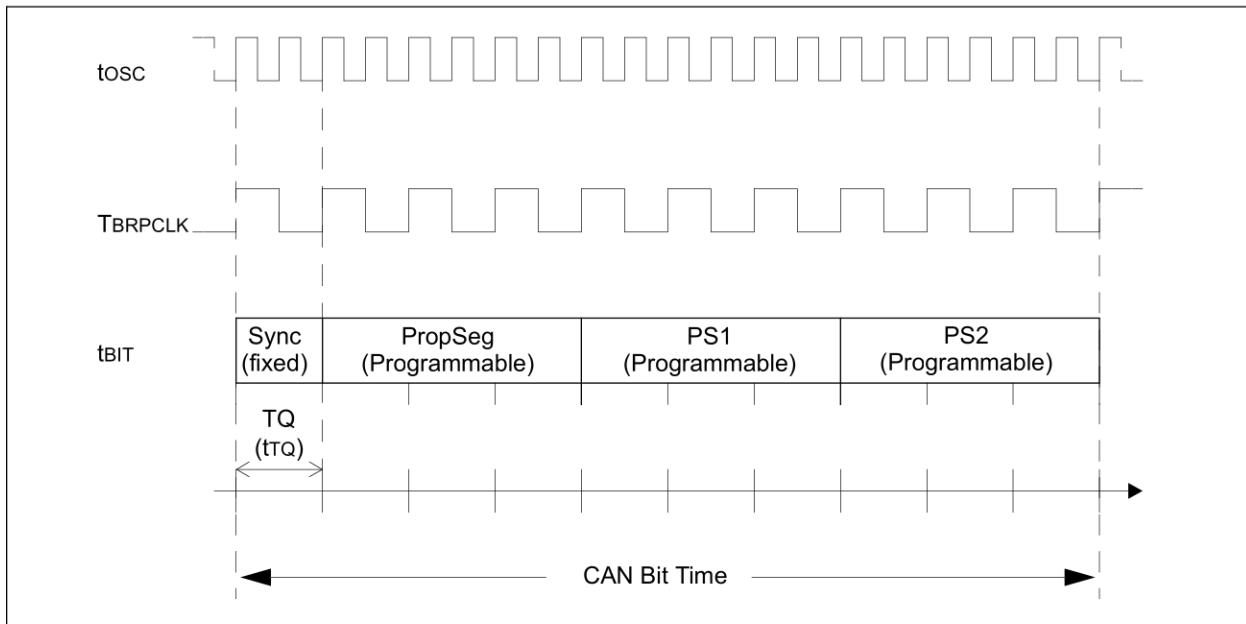 tOSC
TBRPCLK
tBIT
Sync
(fixed)
PropSeg
(Programmable)
PS1
(Programmable)
PS2
(Programmable)
TQ
(tTQ)
CAN Bit Time